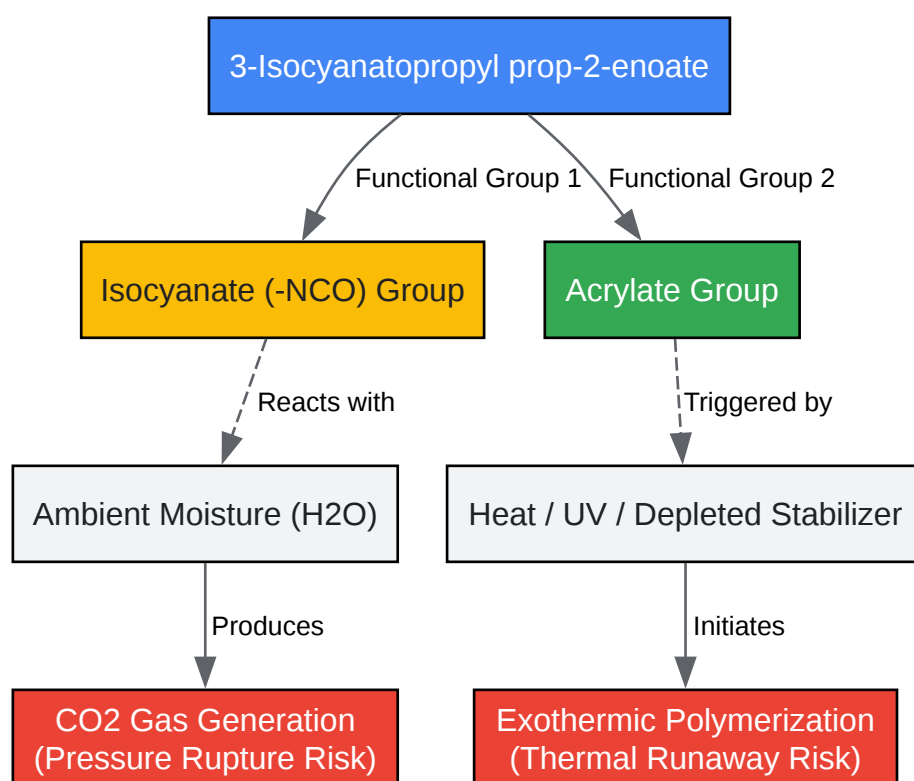 3-Isocyanatopropyl prop-2-enoate
Functional Group 1
Functional Group 2
Isocyanate (-NCO) Group
Acrylate Group
Reacts with
Triggered by
Ambient Moisture (H2O)
Heat / UV / Depleted Stabilizer
Produces
Initiates
CO2 Gas Generation
(Pressure Rupture Risk)
Exothermic Polymerization
(Thermal Runaway Risk)